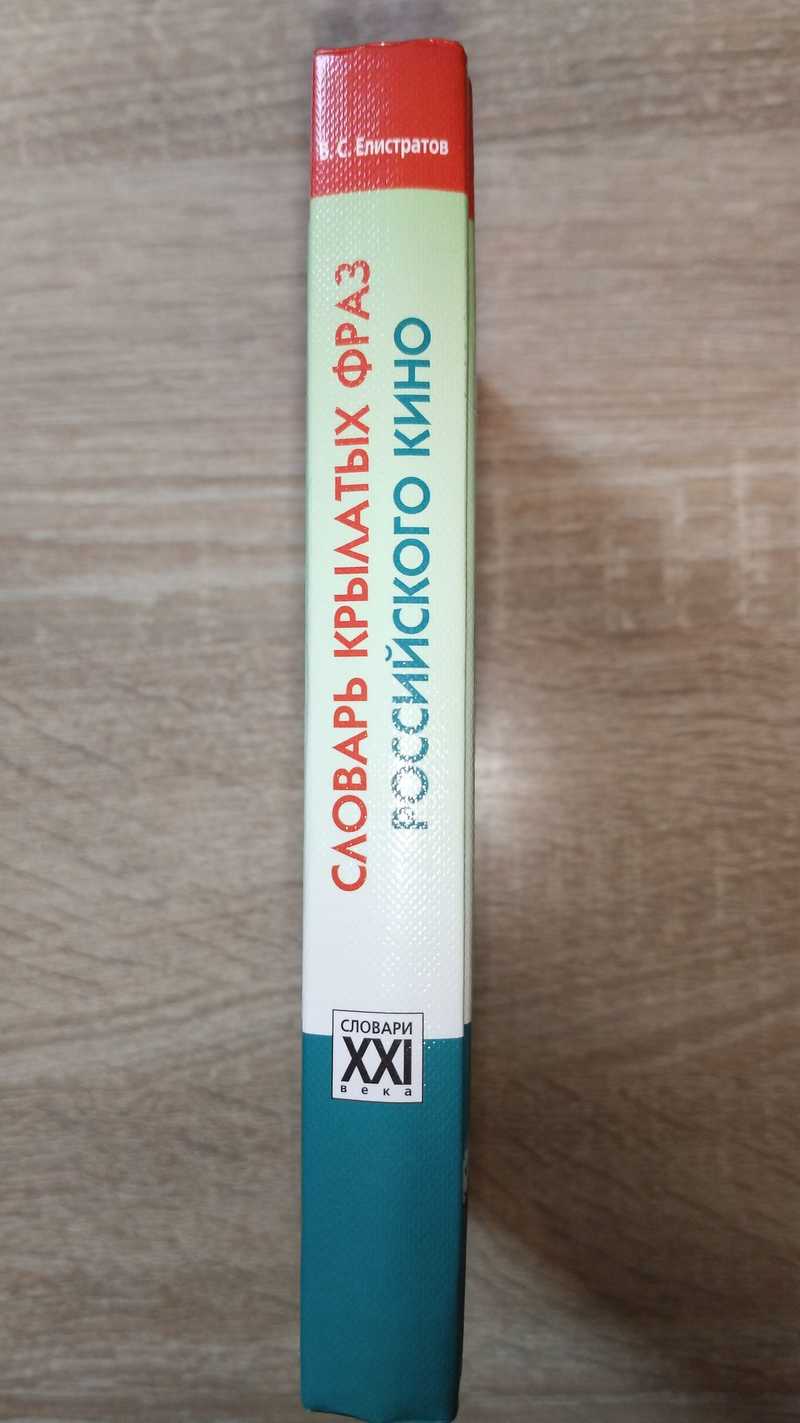 В. С. Елистратов
СЛОВАРЬ КРЫЛАТЫХ ФРАЗ
РОССИЙСКОГО КИНО
СЛОВАРИ
XXI
века